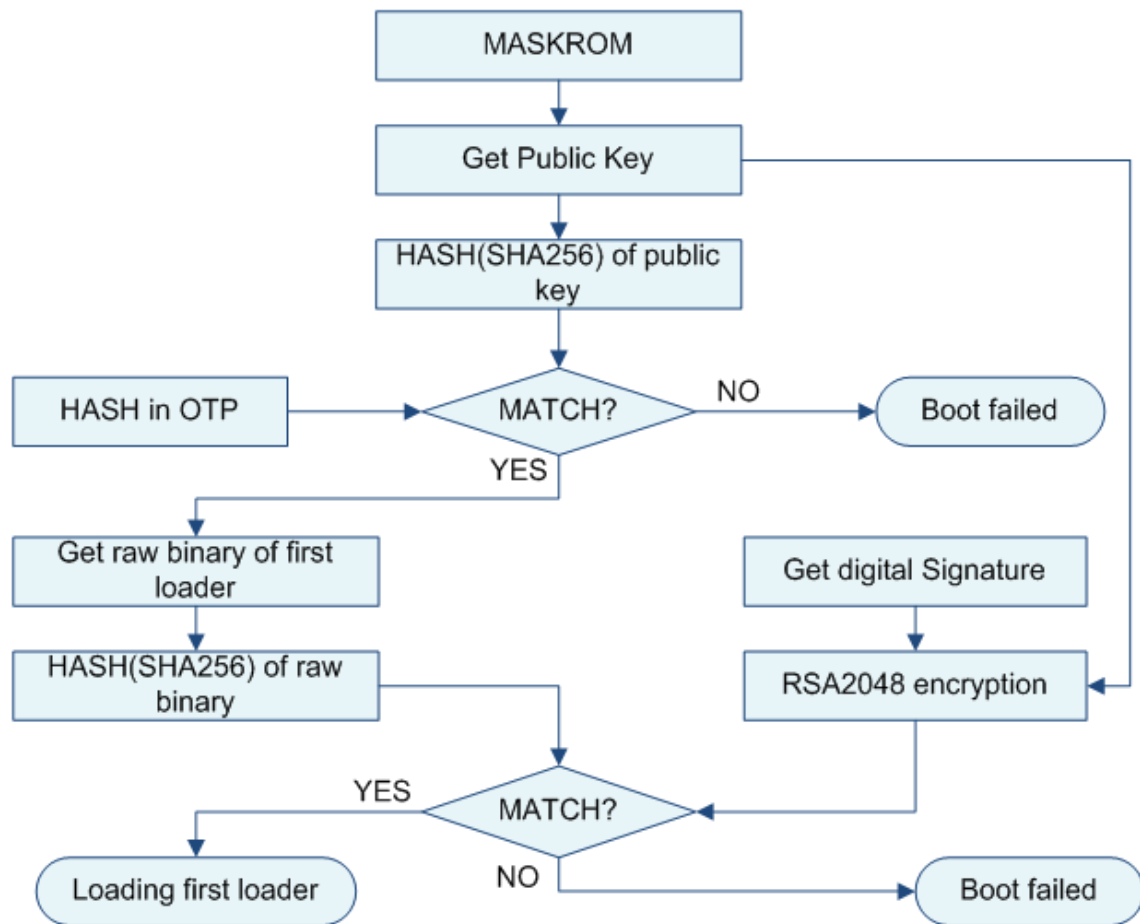 MASKROM
Get Public Key
HASH(SHA256) of public
key
HASH in OTP
MATCH?
NO
Boot failed
YES
Get raw binary of first
loader
Get digital Signature
HASH(SHA256) of raw
binary
RSA2048 encryption
YES
MATCH?
NO
Loading first loader
Boot failed